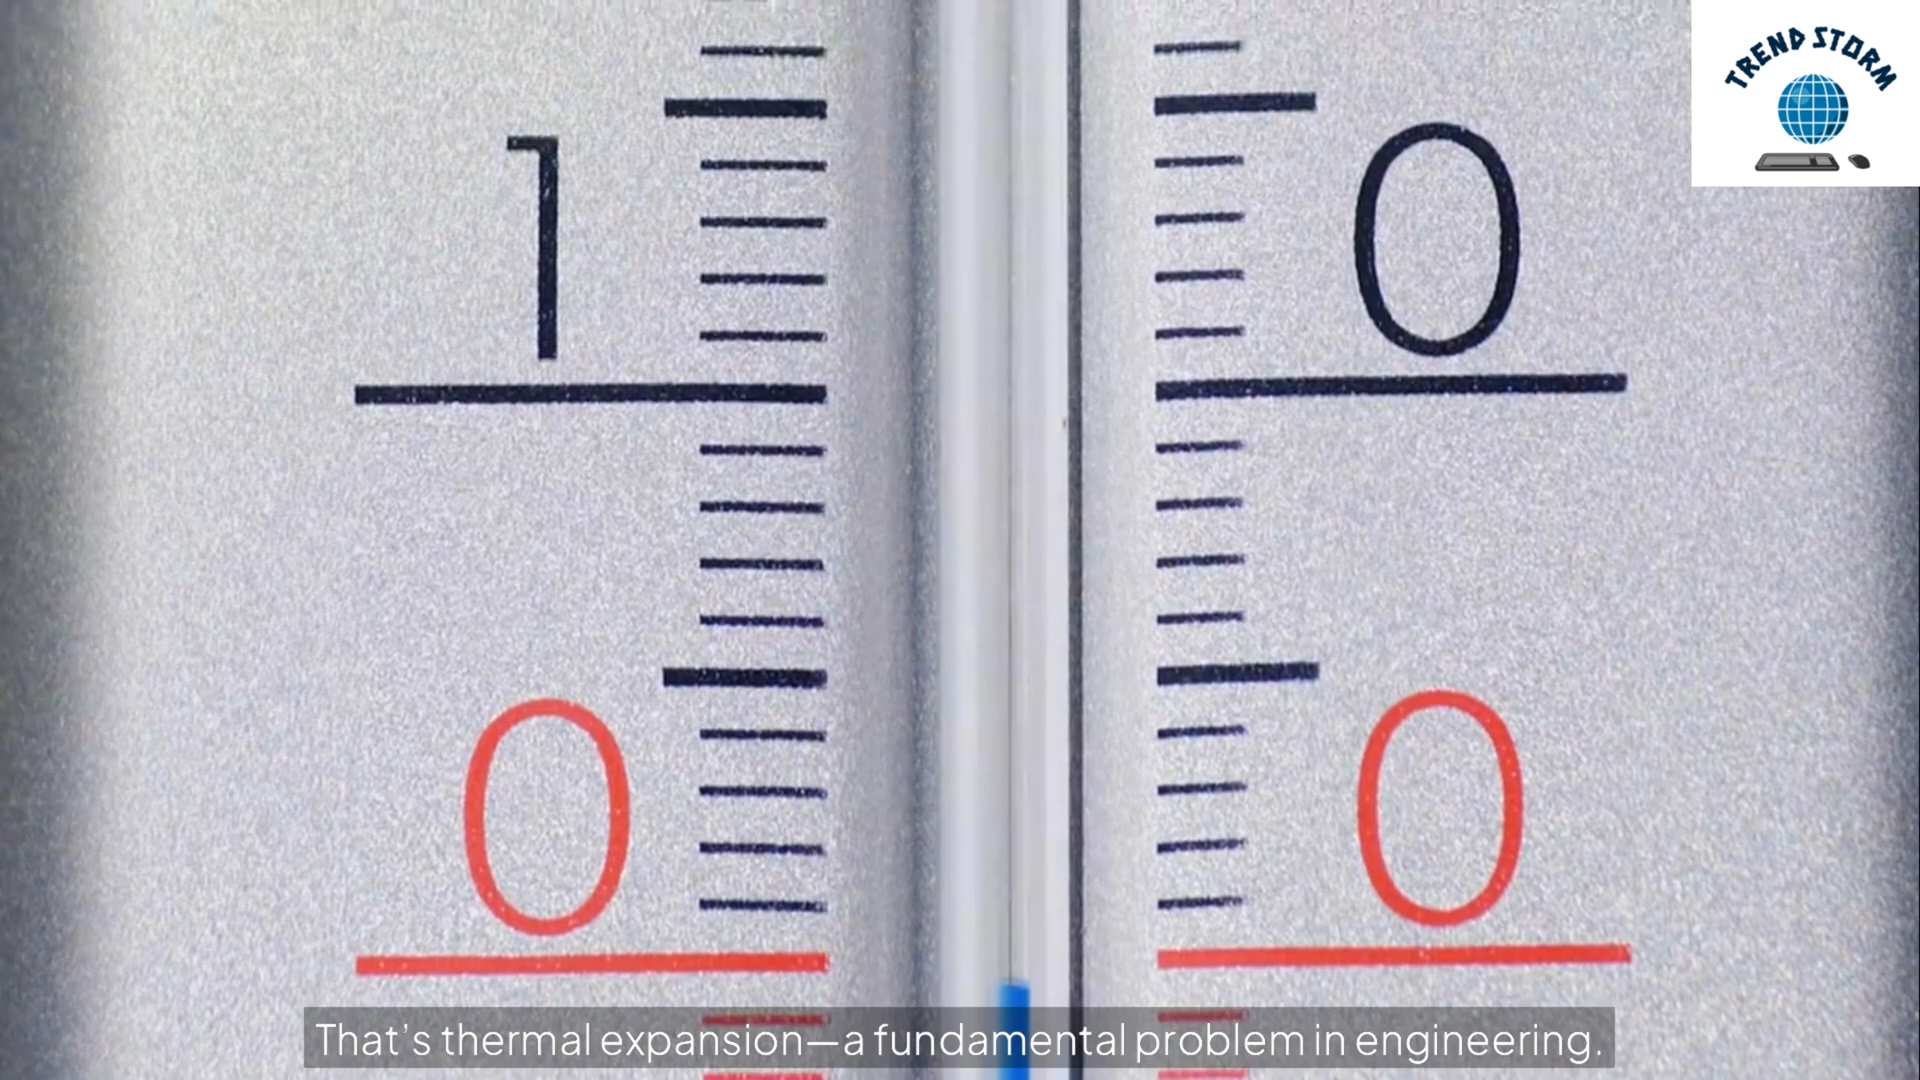 TREND STORM
1 0
0 0
That's thermal expansion—a fundamental problem in engineering.